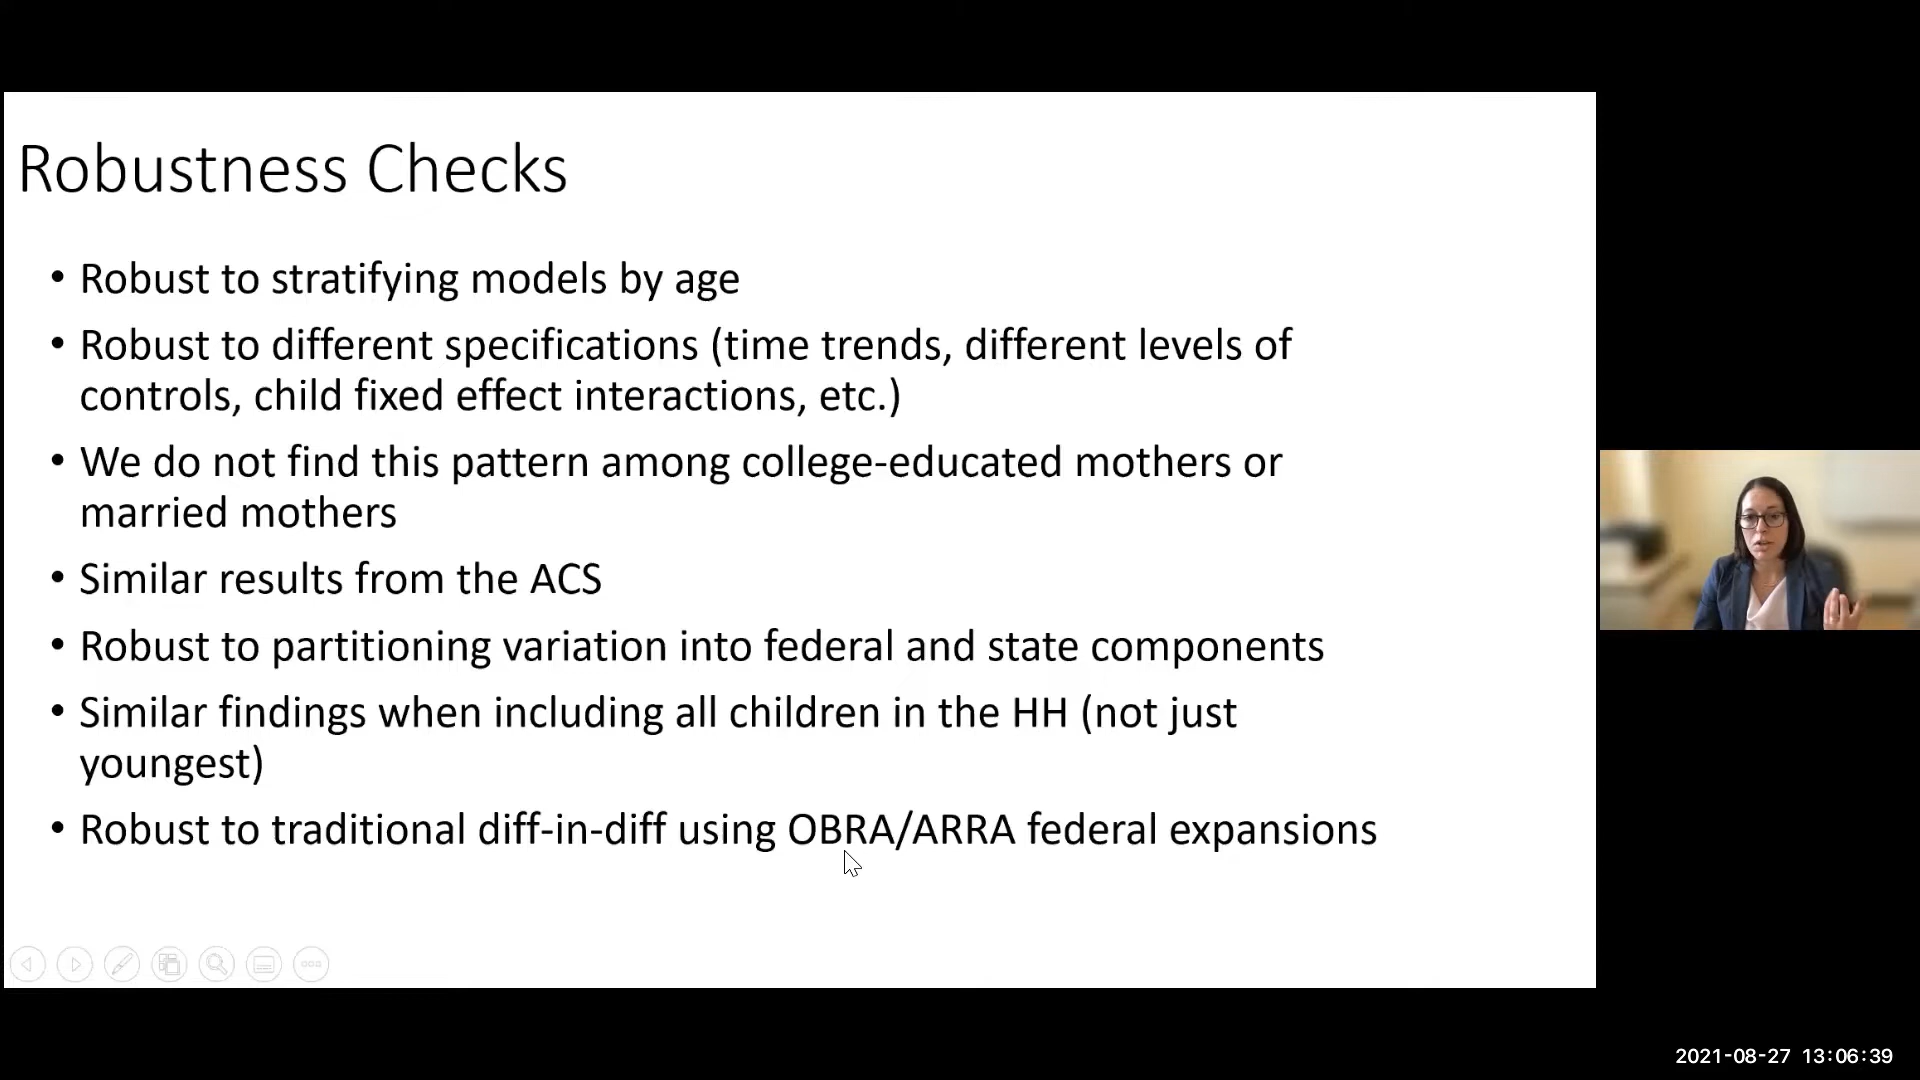 Robustness Checks
• Robust to stratifying models by age
• Robust to different specifications (time trends, different levels of
controls, child fixed effect interactions, etc.)
• We do not find this pattern among college-educated mothers or
married mothers
• Similar results from the ACS
• Robust to partitioning variation into federal and state components
• Similar findings when including all children in the HH (not just
youngest)
• Robust to traditional diff-in-diff using OBRA/ARRA federal expansions
2021-08-27 13:06:39